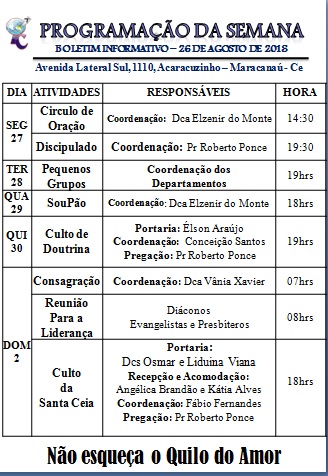 PROGRAMAÇÃO DA SEMANA
BOLETIM INFORMATIVO – 26 DE AGOSTO DE 2018
Avenida Lateral Sul, 1110, Acaracuzinho – Maracanaú - Ce
DIA ATIVIDADES RESPONSÁVEIS HORA
SEG 27
Circulo de Oração Coordenação: Dca Elzenir do Monte 14:30
Discipulado Coordenação: Pr Roberto Ponce 19:30
TER 28
Pequenos Grupos Coordenação dos Departamentos 19hrs
QUA 29
SouPão Coordenação: Dca Elzenir do Monte 18hrs
QUI 30
Culto de Doutrina
Portaria: Élson Araújo
Coordenação: Conceição Santos
Pregação: Pr Roberto Ponce
19hrs
DOM 2
Consagração Coordenação: Dca Vânia Xavier 07hrs
Reunião Para a Liderança
Diáconos
Evangelistas e Presbíteros
08hrs
Culto da Santa Ceia
Portaria:
Dcs Osmar e Liduina Viana
Recepção e Acomodação:
Angélica Brandão e Kátia Alves
Coordenação: Fábio Fernandes
Pregação: Pr Roberto Ponce
18hrs
Não esqueça o Quilo do Amor